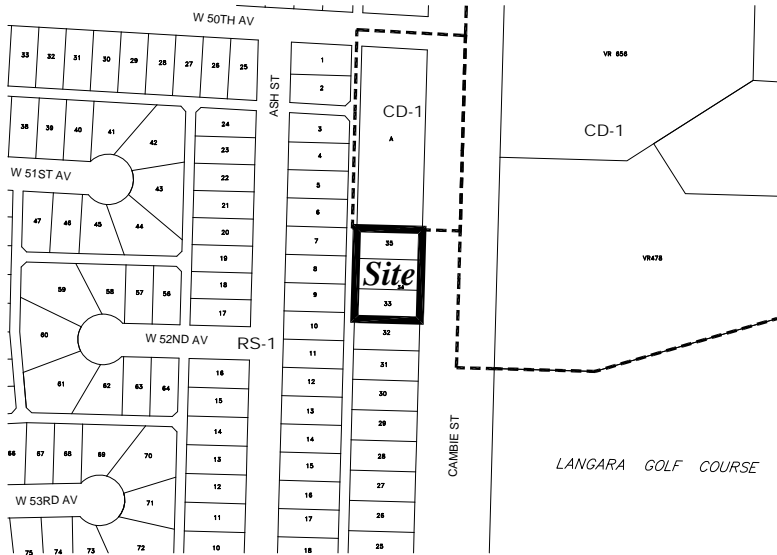 W 50TH AV
33 32 31 30 29 28 27 26 25
ASH ST
1
2
CD-1
A
VR 656
CD-1
38 39 40 41 42
24
23
3
4
W 51ST AV
43
22
21
5
6
47 46 45 44
20
19
18
17
7
8
9
10
35
Site
34
33
VR478
59 58 57 56
60
W 52ND AV
RS-1
61 62 63 64
16
15
14
13
12
11
10
11
12
13
14
15
16
17
18
32
31
30
29
28
27
26
25
CAMBIE ST
LANGARA GOLF COURSE
66 67 68 69 70
W 53RD AV
71
75 74 73 72